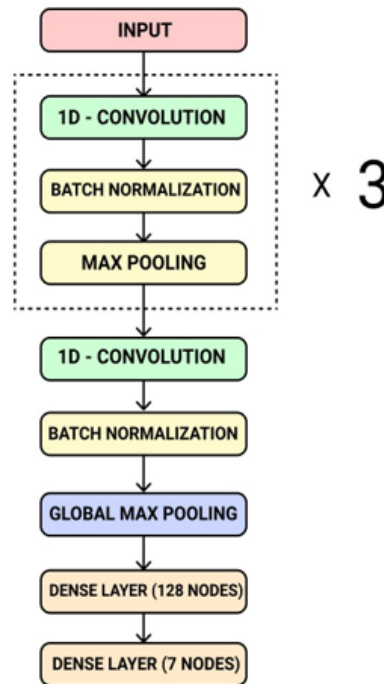 INPUT
1D - CONVOLUTION
BATCH NORMALIZATION
MAX POOLING
X 3
1D - CONVOLUTION
BATCH NORMALIZATION
GLOBAL MAX POOLING
DENSE LAYER (128 NODES)
DENSE LAYER (7 NODES)